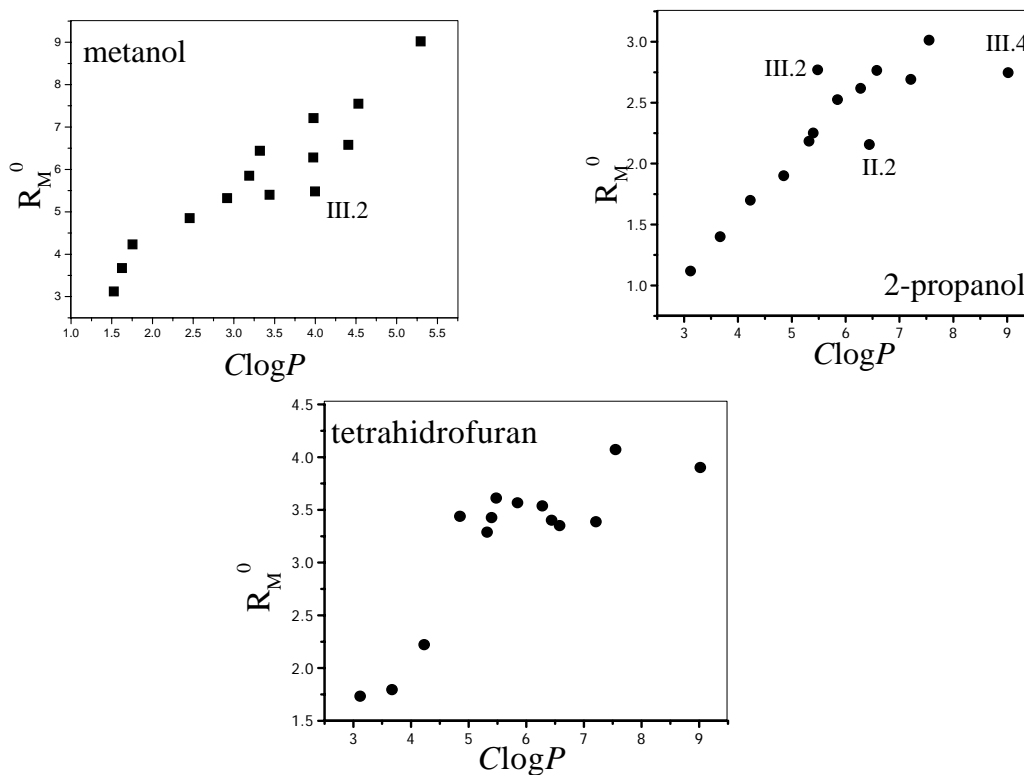 metanol
9
8
7
6
5
4
3
R_M^0
III.2
1.0 1.5 2.0 2.5 3.0 3.5 4.0 4.5 5.0 5.5
ClogP
3.0
2.5
2.0
1.5
1.0
R_M^0
III.2
III.4
II.2
2-propanol
3 4 5 6 7 8 9
ClogP
tetrahidrofuran
4.5
4.0
3.5
3.0
2.5
2.0
1.5
R_M^0
3 4 5 6 7 8 9
ClogP